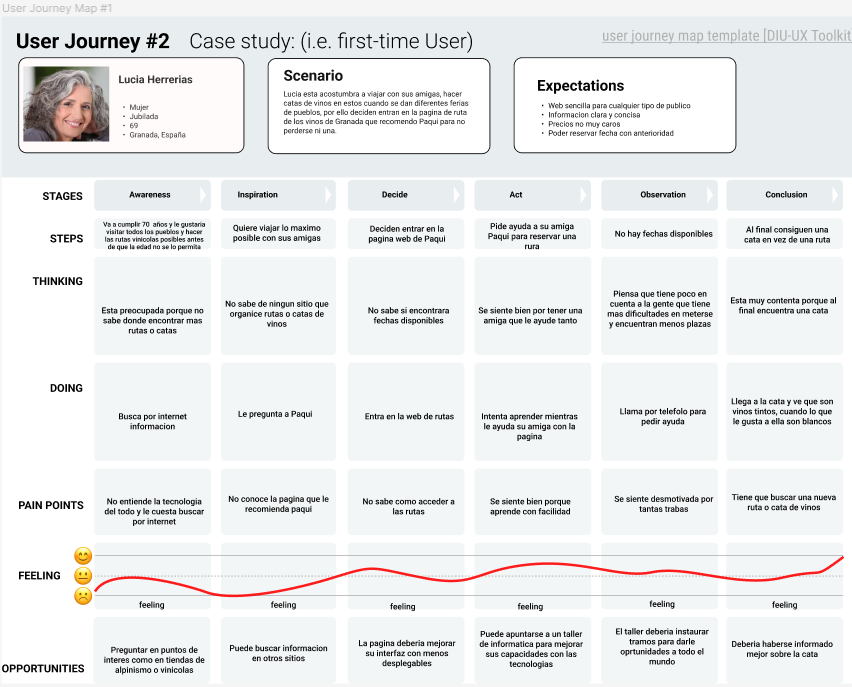 User Journey Map #1
User Journey #2 Case study: (i.e. first-time User)
user journey map template [DIU-UX Toolkit
Lucia Herrerias
• Mujer
• Jubilada
• 69
• Granada, España
Scenario
Lucia esta acostumbra a viajar con sus amigas, hacer
catas de vinos en estos cuando se dan diferentes ferias
de pueblos, por ello deciden entran en la pagina de ruta
de los vinos de Granada que recomendo Paqui para no
perderse ni una.
Expectations
• Web sencilla para cualquier tipo de publico
• Informacion clara y concisa
• Precios no muy caros
• Poder reservar fecha con anterioridad
STAGES
Awareness
Inspiration
Decide
Act
Observation
Conclusion
STEPS
Va a cumplir 70 años y le gustaria
visitar todos los pueblos y hacer
las rutas vinicolas posibles antes
de que la edad no se lo permita
Quiere viajar lo maximo
posible con sus amigas
Deciden entrar en la
pagina web de Paqui
Pide ayuda a su amiga
Paqui para reservar una
rura
No hay fechas disponibles
Al final consiguen una
cata en vez de una ruta
THINKING
Esta preocupada porque no
sabe donde encontrar mas
rutas o catas
No sabe de ningun sitio que
organice rutas o catas de
vinos
No sabe si encontrara
fechas disponibles
Se siente bien por tener una
amiga que le ayude tanto
Piensa que tiene poco en
cuenta a la gente que tiene
mas dificultades en meterse
y encuentran menos plazas
Esta muy contenta porque al
final encuentra una cata
DOING
Busca por internet
informacion
Le pregunta a Paqui
Entra en la web de rutas
Intenta aprender mientras
le ayuda su amiga con la
pagina
Llama por telefolo para
pedir ayuda
Llega a la cata y ve que son
vinos tintos, cuando lo que
le gusta a ella son blancos
PAIN POINTS
No entiende la tecnologia
del todo y le cuesta buscar
por internet
No conoce la pagina que le
recomienda paqui
No sabe como acceder a
las rutas
Se siente bien porque
aprende con facilidad
Se siente desmotivada por
tantas trabas
Tiene que buscar una nueva
ruta o cata de vinos
FEELING
feeling
feeling
feeling
feeling
feeling
feeling
OPPORTUNITIES
Preguntar en puntos de
interes como en tiendas de
alpinismo o vinicolas
Puede buscar informacion
en otros sitios
La pagina deberia mejorar
su interfaz con menos
desplegables
Puede apuntarse a un taller
de informatica para mejorar
sus capacidades con las
tecnologias
El taller deberia instaurar
tramos para darle
oprtunidades a todo el
mundo
Deberia haberse informado
mejor sobre la cata